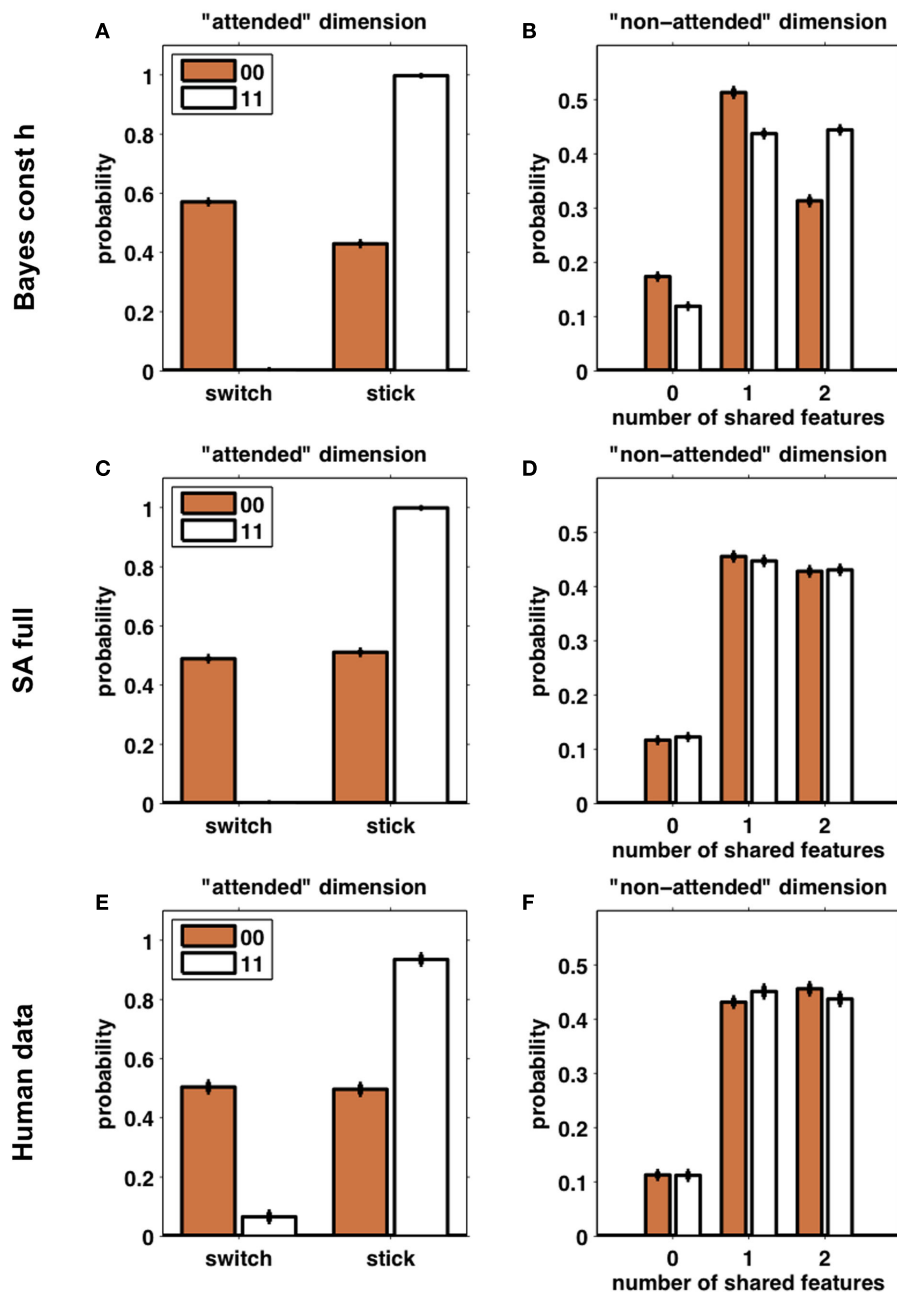 Bayes const h
A
"attended" dimension
probability
1
0.8
0.6
0.4
0.2
0
00
11
switch
stick
B
"non-attended" dimension
probability
0.5
0.4
0.3
0.2
0.1
0
0
1
2
number of shared features
SA full
C
"attended" dimension
probability
1
0.8
0.6
0.4
0.2
0
00
11
switch
stick
D
"non-attended" dimension
probability
0.5
0.4
0.3
0.2
0.1
0
0
1
2
number of shared features
Human data
E
"attended" dimension
probability
1
0.8
0.6
0.4
0.2
0
00
11
switch
stick
F
"non-attended" dimension
probability
0.5
0.4
0.3
0.2
0.1
0
0
1
2
number of shared features